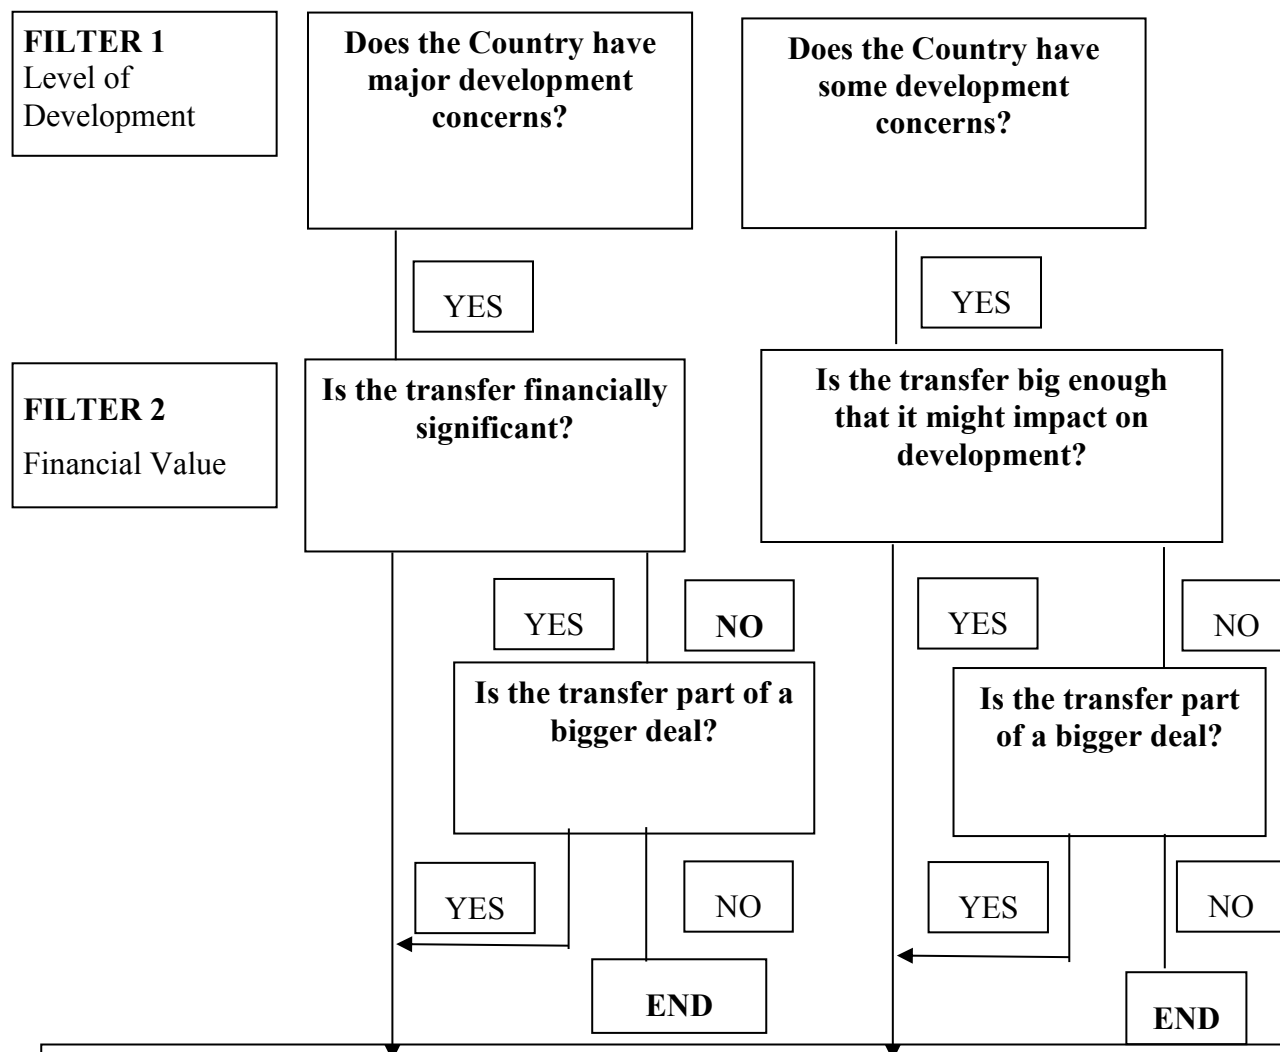 FILTER 1
Level of
Development
Does the Country have
major development
concerns?
Does the Country have
some development
concerns?
YES
YES
FILTER 2
Financial Value
Is the transfer financially
significant?
Is the transfer big enough
that it might impact on
development?
YES
NO
YES
NO
Is the transfer part of a
bigger deal?
Is the transfer part
of a bigger deal?
YES
NO
YES
NO
END
END